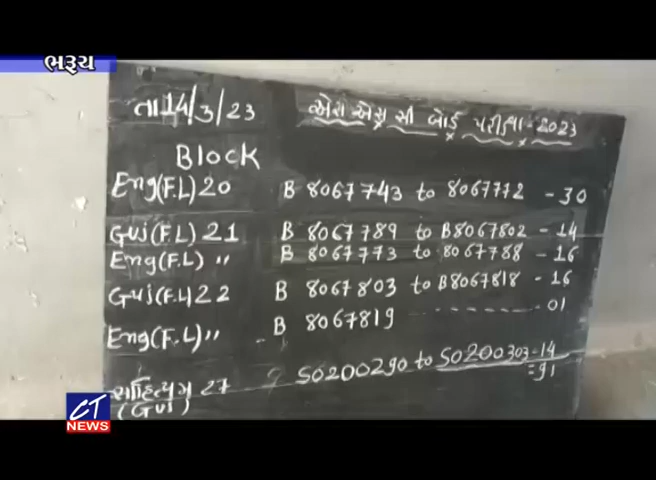 ભરૂચ
તા 14/3/23 એસ એસ સી બોર્ડ પરીક્ષા - 2023
Block
Eng(F.L) 20 B 8067743 to 8067772 - 30
Guj(F.L) 21 B 8067789 to B8067802 - 14
Eng(F.L) " B 8067773 to 8067788 - 16
Guj(F.L) 22 B 8067803 to B8067818 - 16
Eng(F.L) " B 8067819 - - - - - - - - 01
27 S0200290 to S0200303 = 14
(Guj) = 91
CT
NEWS